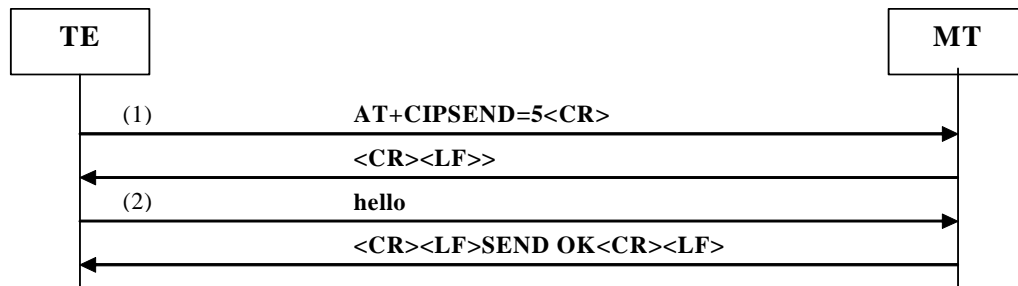 TE
MT
(1) AT+CIPSEND=5<CR>
<CR><LF>>
(2) hello
<CR><LF>SEND OK<CR><LF>